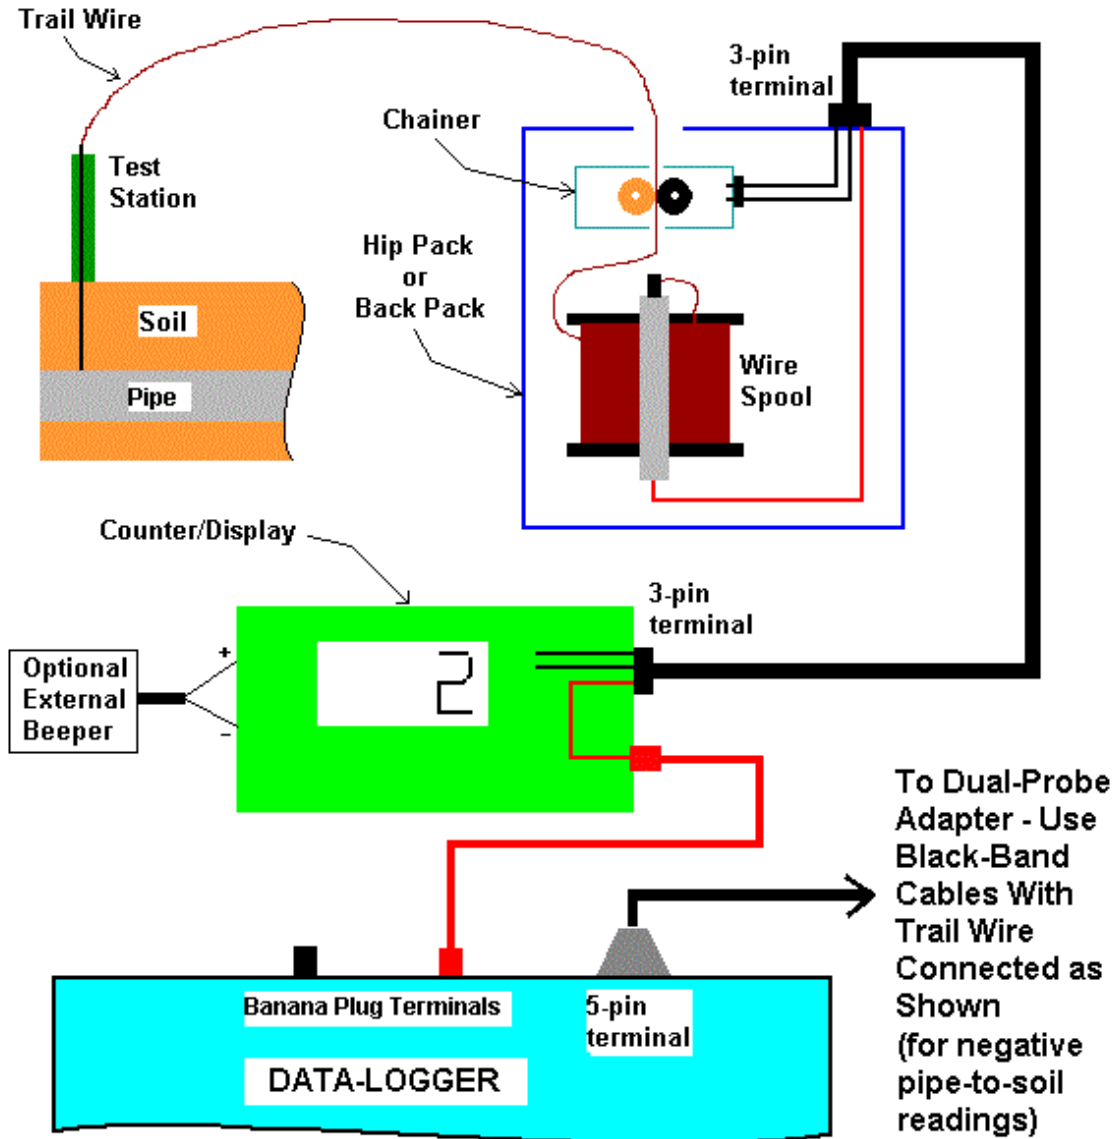 Trail Wire
3-pin
terminal
Chainer
Test
Station
Hip Pack
or
Back Pack
Soil
Pipe
Wire
Spool
Counter/Display
3-pin
terminal
+
Optional
External
Beeper
–
2
To Dual-Probe
Adapter - Use
Black-Band
Cables With
Trail Wire
Connected as
Shown
(for negative
pipe-to-soil
readings)
Banana Plug Terminals
5-pin
terminal
DATA-LOGGER